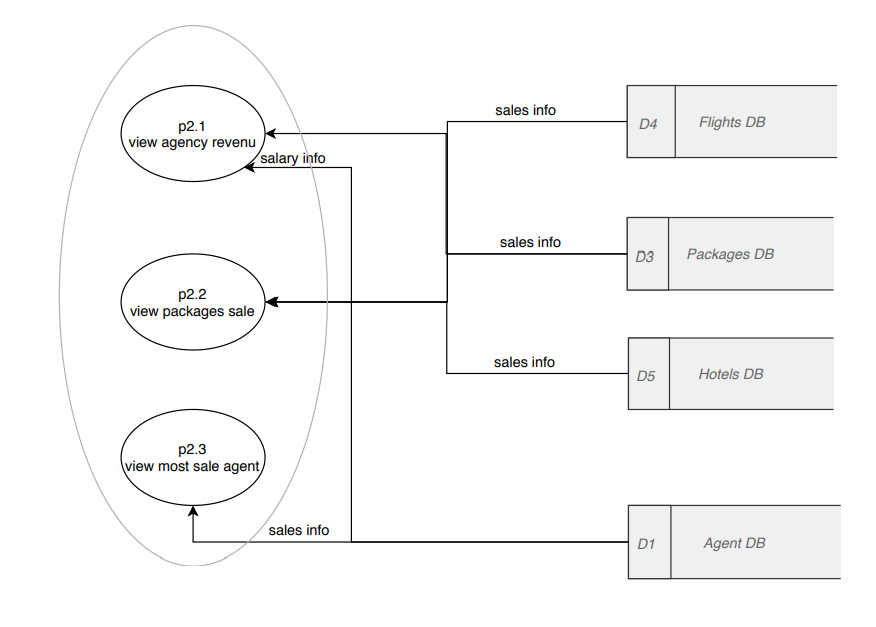 p2.1
view agency revenu
salary info
p2.2
view packages sale
p2.3
view most sale agent
sales info
sales info
sales info
sales info
D4
Flights DB
D3
Packages DB
D5
Hotels DB
D1
Agent DB